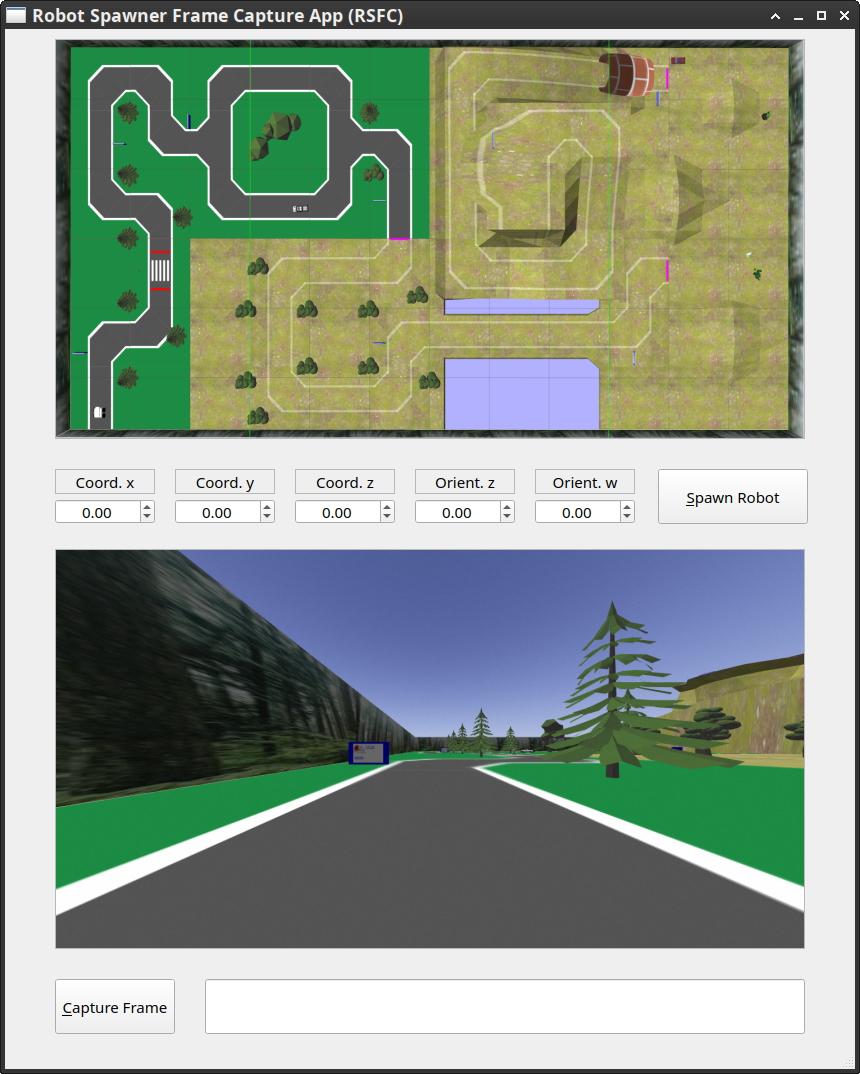 Robot Spawner Frame Capture App (RSFC)
Coord. x
Coord. y
Coord. z
Orient. z
Orient. w
Spawn Robot
0.00
0.00
0.00
0.00
0.00
Capture Frame